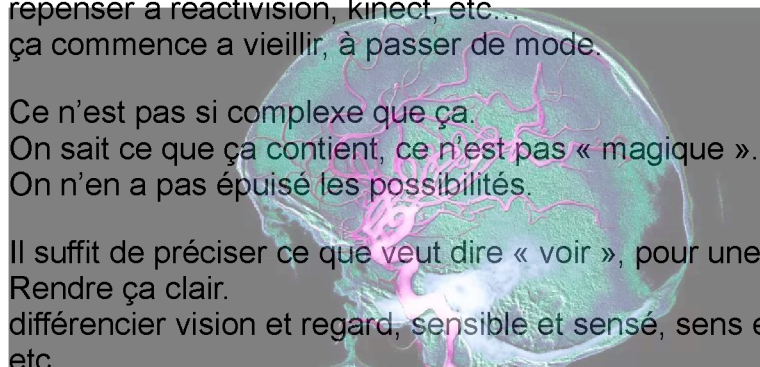 repenser à reactivision, kinect, etc...
ça commence a vieillir, à passer de mode.
Ce n’est pas si complexe que ça.
On sait ce que ça contient, ce n’est pas « magique ».
On n’en a pas épuisé les possibilités.
Il suffit de préciser ce que veut dire « voir », pour une
Rendre ça clair.
différencier vision et regard, sensible et sensé, sens e
etc